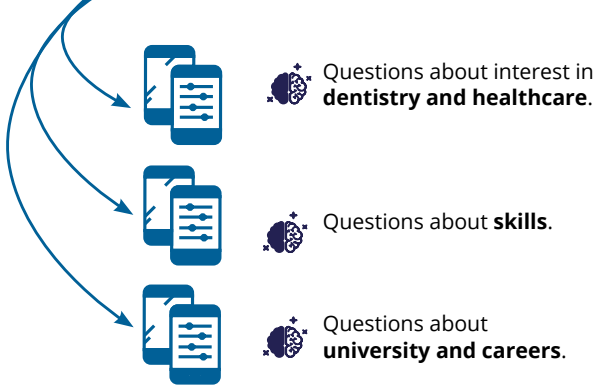 Questions about interest in
dentistry and healthcare.
Questions about skills.
Questions about
university and careers.